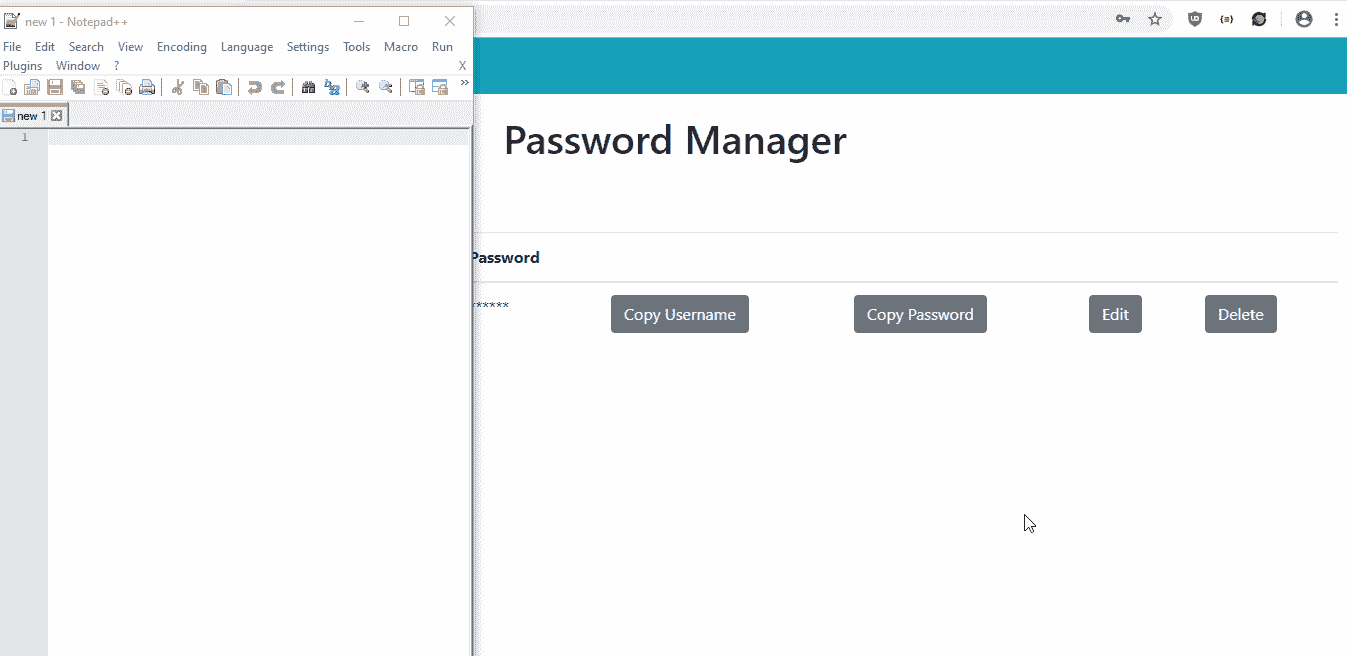 new 1 - Notepad++
File Edit Search View Encoding Language Settings Tools Macro Run
Plugins Window ? X
new 1
1
Password Manager
Password
******
Copy Username Copy Password Edit Delete